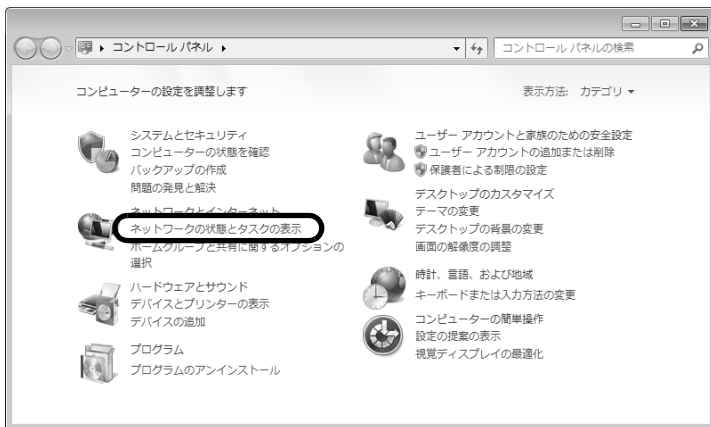 コントロール パネル
コントロール パネルの検索
コンピューターの設定を調整します
表示方法: カテゴリ
システムとセキュリティ
コンピューターの状態を確認
バックアップの作成
問題の発見と解決
ネットワークとインターネット
ネットワークの状態とタスクの表示
ホームグループと共有に関するオプションの
選択
ハードウェアとサウンド
デバイスとプリンターの表示
デバイスの追加
プログラム
プログラムのアンインストール
ユーザー アカウントと家族のための安全設定
ユーザー アカウントの追加または削除
保護者による制限の設定
デスクトップのカスタマイズ
テーマの変更
デスクトップの背景の変更
画面の解像度の調整
時計、言語、および地域
キーボードまたは入力方法の変更
コンピューターの簡単操作
設定の提案の表示
視覚ディスプレイの最適化